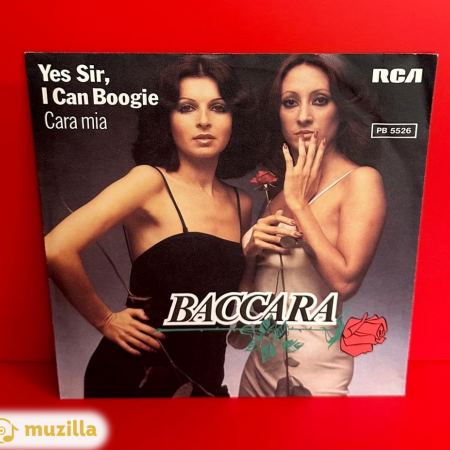 Yes Sir,
I Can Boogie
Cara mia
RCA
PB 5526
BACCARA
muzilla